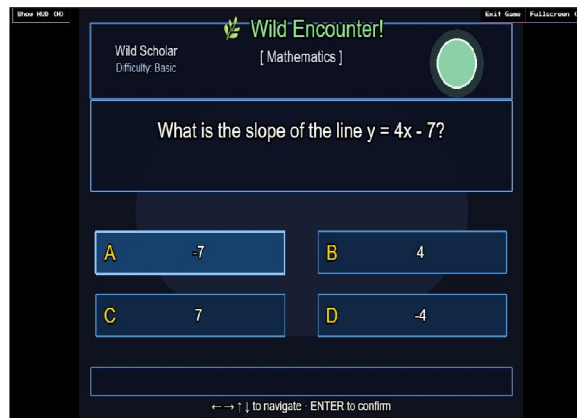 Show HUD (H)
Exit Game
Fullscreen (
Wild Encounter!
Wild Scholar
Difficulty: Basic
[ Mathematics ]
What is the slope of the line y = 4x - 7?
A -7
B 4
C 7
D -4
←→↑↓ to navigate · ENTER to confirm